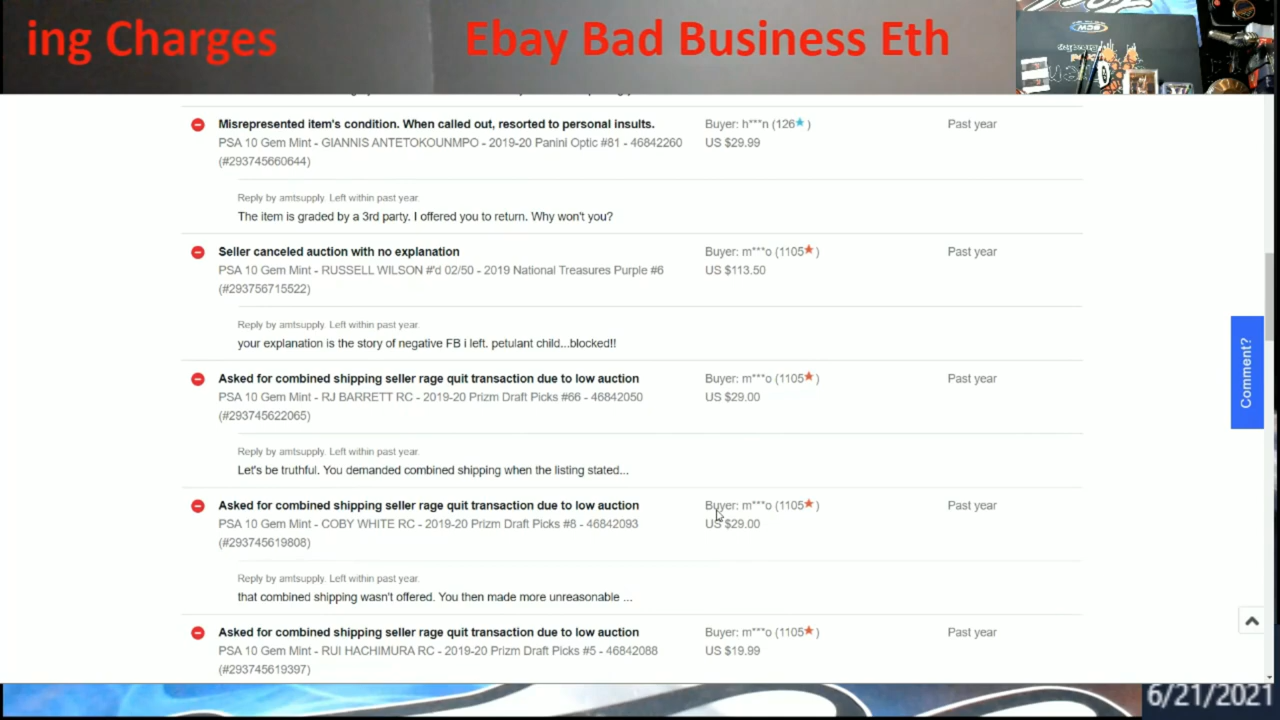 ing Charges
Ebay Bad Business Eth
Misrepresented item's condition. When called out, resorted to personal insults.
Buyer: h***n (126★)
Past year
PSA 10 Gem Mint - GIANNIS ANTETOKOUNMPO - 2019-20 Panini Optic #81 - 46842260
US $29.99
(#293745660644)
Reply by amtsupply. Left within past year.
The item is graded by a 3rd party. I offered you to return. Why won't you?
Seller canceled auction with no explanation
Buyer: m***o (1105★)
Past year
PSA 10 Gem Mint - RUSSELL WILSON #'d 02/50 - 2019 National Treasures Purple #6
US $113.50
(#293756715522)
Reply by amtsupply. Left within past year.
your explanation is the story of negative FB i left. petulant child...blocked!!
Asked for combined shipping seller rage quit transaction due to low auction
Buyer: m***o (1105★)
Past year
PSA 10 Gem Mint - RJ BARRETT RC - 2019-20 Prizm Draft Picks #66 - 46842050
US $29.00
(#293745622065)
Comment?
Reply by amtsupply. Left within past year.
Let's be truthful. You demanded combined shipping when the listing stated...
Asked for combined shipping seller rage quit transaction due to low auction
Buyer: m***o (1105★)
Past year
PSA 10 Gem Mint - COBY WHITE RC - 2019-20 Prizm Draft Picks #8 - 46842093
US $29.00
(#293745619808)
Reply by amtsupply. Left within past year.
that combined shipping wasn't offered. You then made more unreasonable ...
Asked for combined shipping seller rage quit transaction due to low auction
Buyer: m***o (1105★)
Past year
PSA 10 Gem Mint - RUI HACHIMURA RC - 2019-20 Prizm Draft Picks #5 - 46842088
US $19.99
(#293745619397)
6/21/2021